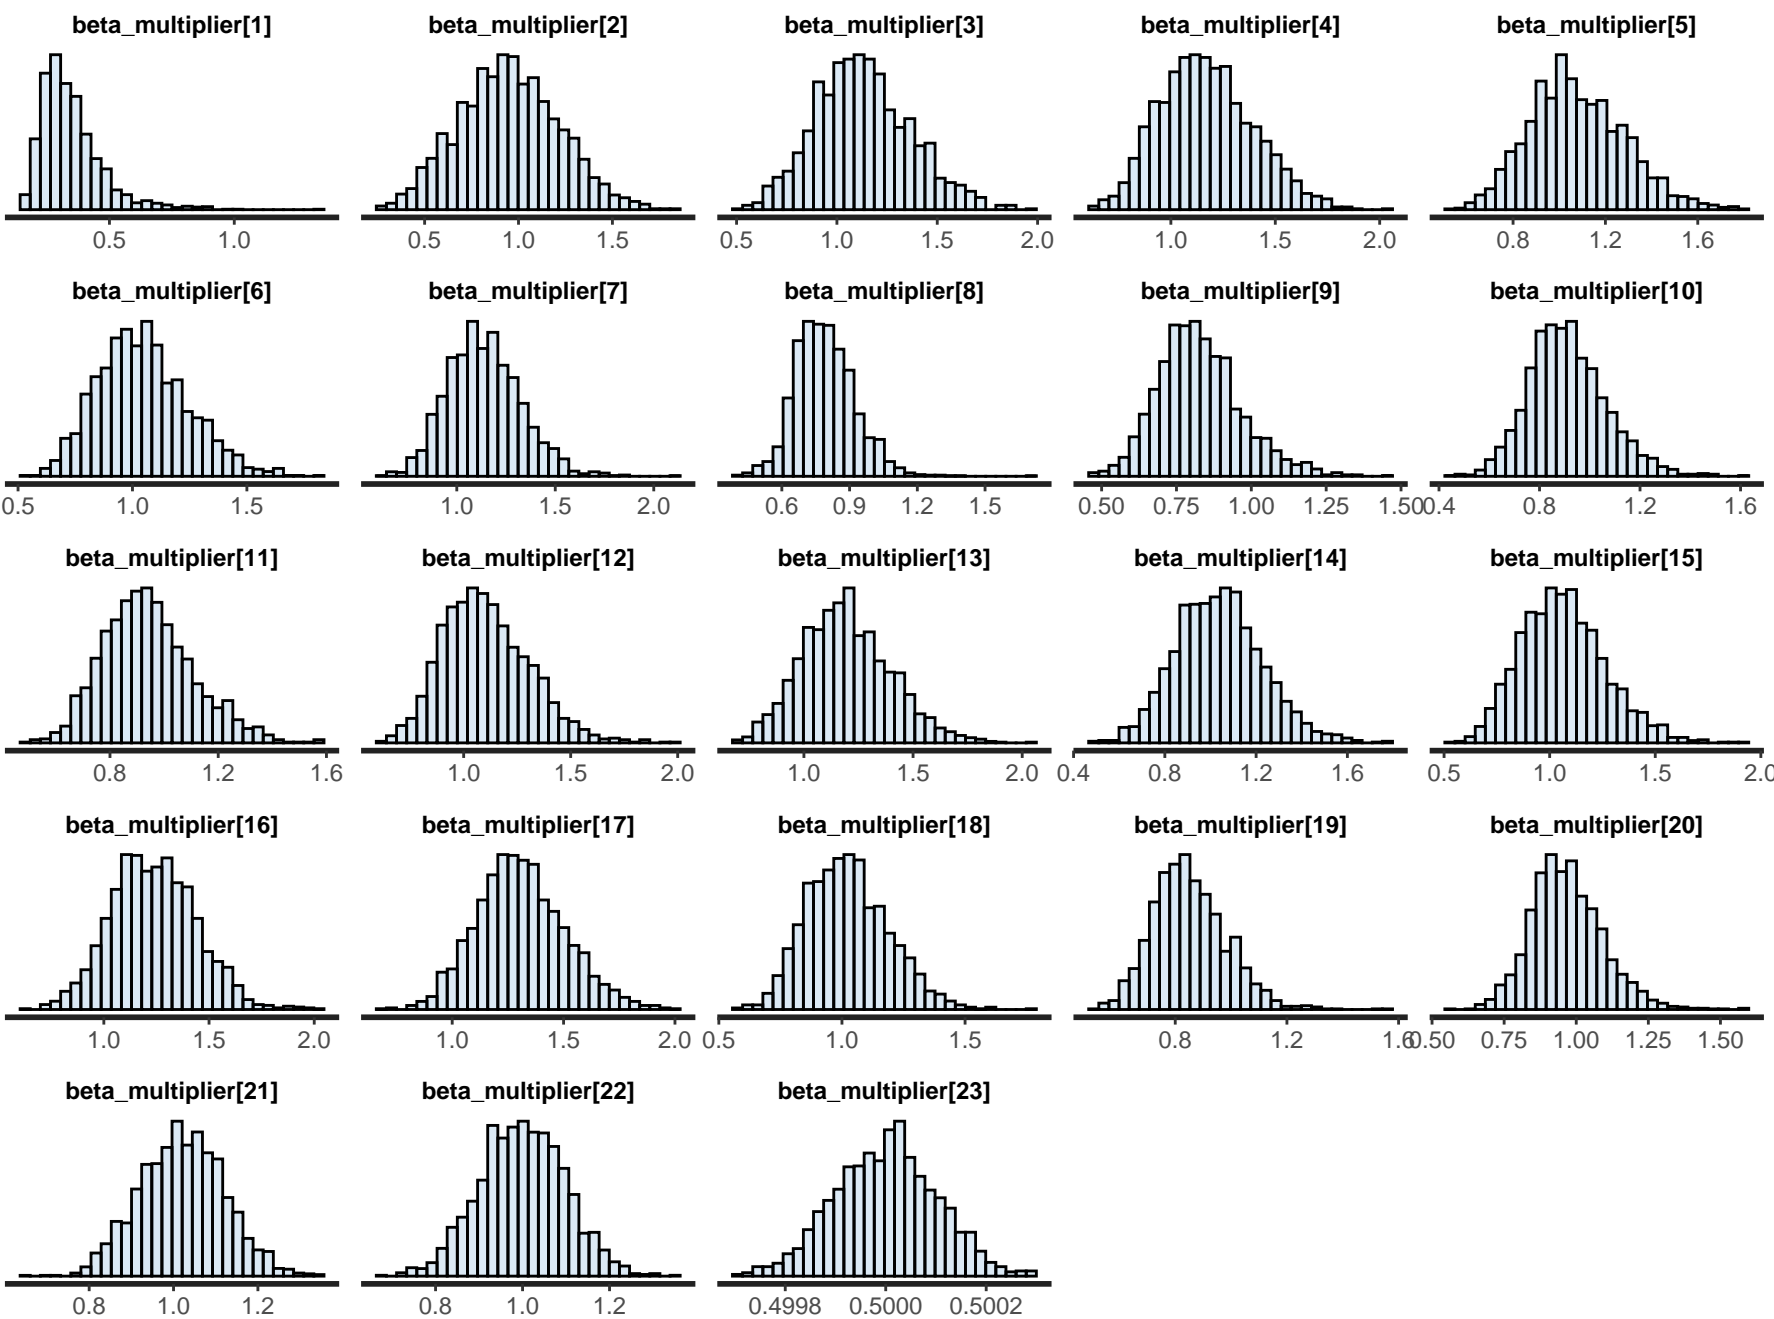 beta_multiplier[1] beta_multiplier[2] beta_multiplier[3] beta_multiplier[4] beta_multiplier[5]
0.5 1.0 0.5 1.0 1.5 0.5 1.0 1.5 2.0 1.0 1.5 2.0 0.8 1.2 1.6
beta_multiplier[6] beta_multiplier[7] beta_multiplier[8] beta_multiplier[9] beta_multiplier[10]
0.5 1.0 1.5 1.0 1.5 2.0 0.6 0.9 1.2 1.5 0.50 0.75 1.00 1.25 1.50 0.4 0.8 1.2 1.6
beta_multiplier[11] beta_multiplier[12] beta_multiplier[13] beta_multiplier[14] beta_multiplier[15]
0.8 1.2 1.6 1.0 1.5 2.0 1.0 1.5 2.0 0.4 0.8 1.2 1.6 0.5 1.0 1.5 2.0
beta_multiplier[16] beta_multiplier[17] beta_multiplier[18] beta_multiplier[19] beta_multiplier[20]
1.0 1.5 2.0 1.0 1.5 2.0 0.5 1.0 1.5 0.8 1.2 1.6 0.50 0.75 1.00 1.25 1.50
beta_multiplier[21] beta_multiplier[22] beta_multiplier[23]
0.8 1.0 1.2 0.8 1.0 1.2 0.4998 0.5000 0.5002